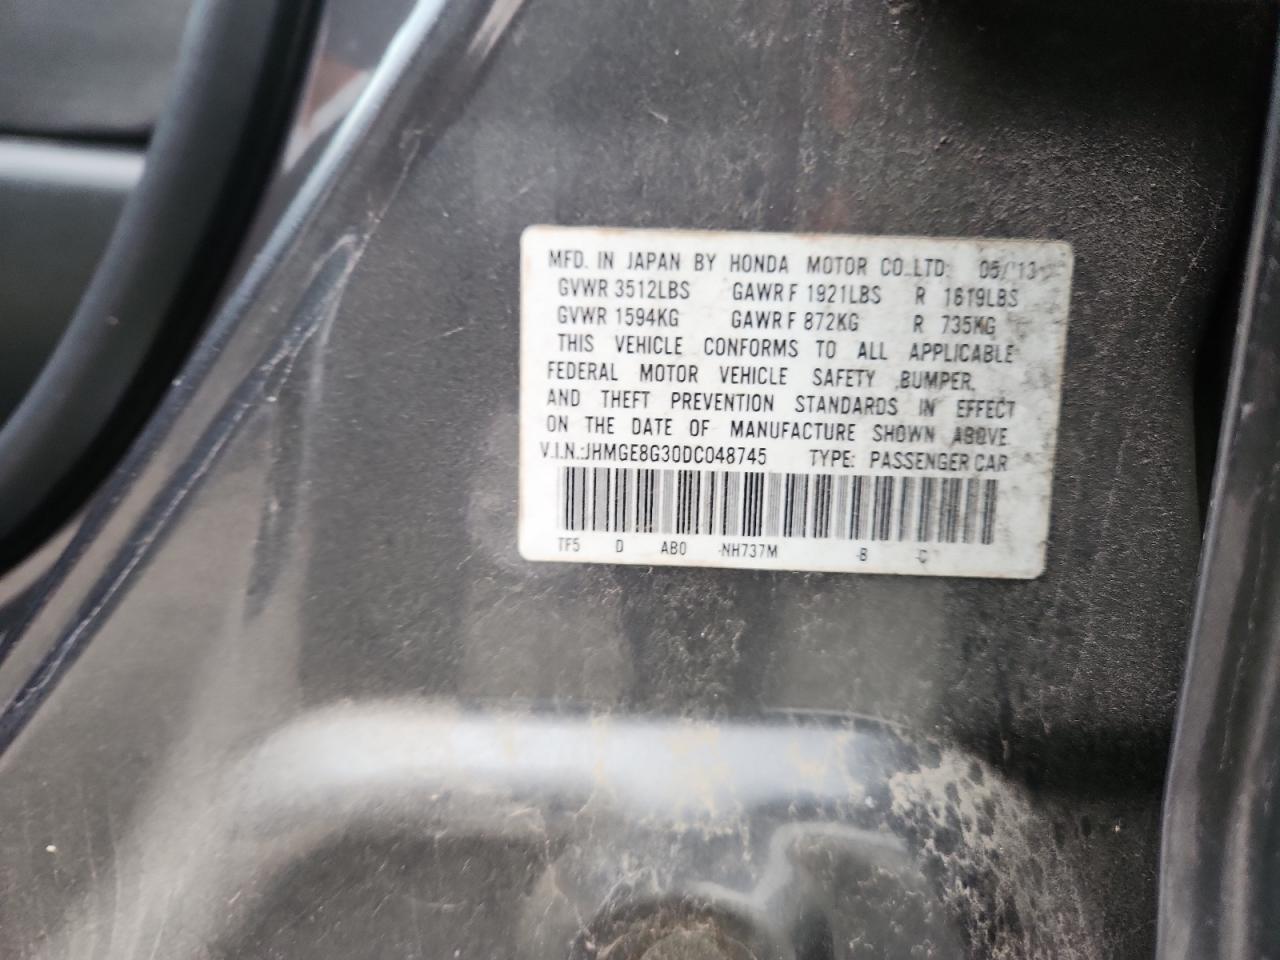 MFD. IN JAPAN BY HONDA MOTOR CO.,LTD. 05/'13
GVWR 3512LBS GAWR F 1921LBS R 1619LBS
GVWR 1594KG GAWR F 872KG R 735KG
THIS VEHICLE CONFORMS TO ALL APPLICABLE
FEDERAL MOTOR VEHICLE SAFETY ,BUMPER,
AND THEFT PREVENTION STANDARDS IN EFFECT
ON THE DATE OF MANUFACTURE SHOWN ABOVE
V.I.N.:JHMGE8G30DC048745 TYPE: PASSENGER CAR
TF5 D AB0 -NH737M -B -C